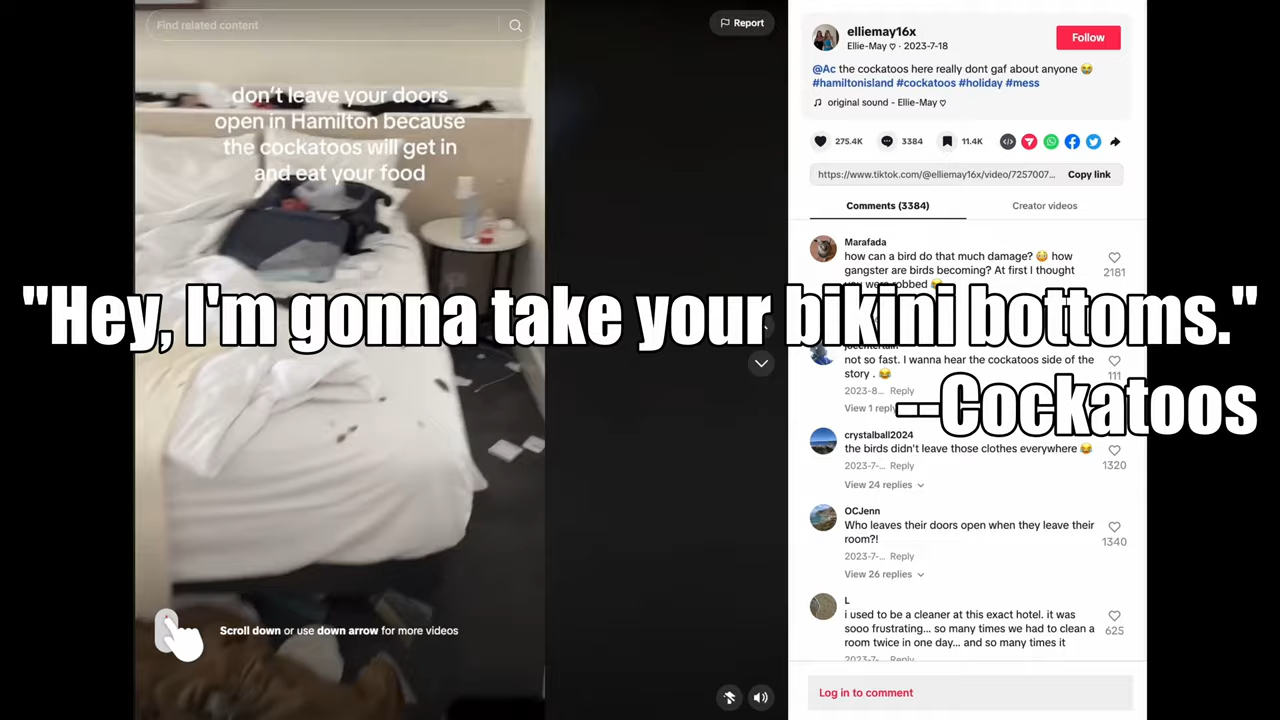 Find related content
Report
don't leave your doors
open in Hamilton because
the cockatoos will get in
and eat your food
elliemay16x
Ellie-May ♡ · 2023-7-18
Follow
@Ac the cockatoos here really dont gaf about anyone 😂
#hamiltonisland #cockatoos #holiday #mess
♫ original sound - Ellie-May ♡
275.4K
3384
11.4K
https://www.tiktok.com/@elliemay16x/video/7257007...
Copy link
Comments (3384)
Creator videos
Marafada
how can a bird do that much damage? 😳 how
gangster are birds becoming? At first I thought
you were robbed 😂
2181
"Hey, I'm gonna take your bikini bottoms."
--Cockatoos
not so fast. I wanna hear the cockatoos side of the
story . 😂
111
2023-8... Reply
View 1 reply
crystalball2024
the birds didn't leave those clothes everywhere 😂
1320
2023-7-... Reply
View 24 replies
OCJenn
Who leaves their doors open when they leave their
room?!
1340
2023-7-... Reply
View 26 replies
L
i used to be a cleaner at this exact hotel. it was
sooo frustrating... so many times we had to clean a
room twice in one day... and so many times it
625
2023-7-... Reply
Scroll down or use down arrow for more videos
Log in to comment